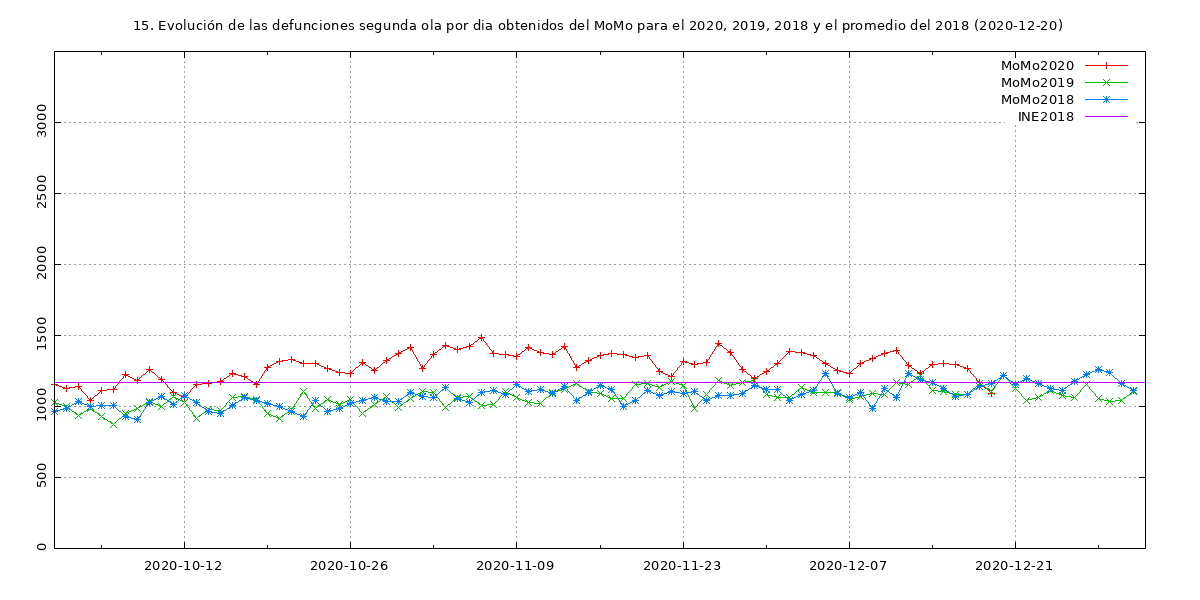 15. Evolución de las defunciones segunda ola por dia obtenidos del MoMo para el 2020, 2019, 2018 y el promedio del 2018 (2020-12-20)
MoMo2020
MoMo2019
MoMo2018
INE2018
3000
2500
2000
1500
1000
500
0
2020-10-12 2020-10-26 2020-11-09 2020-11-23 2020-12-07 2020-12-21